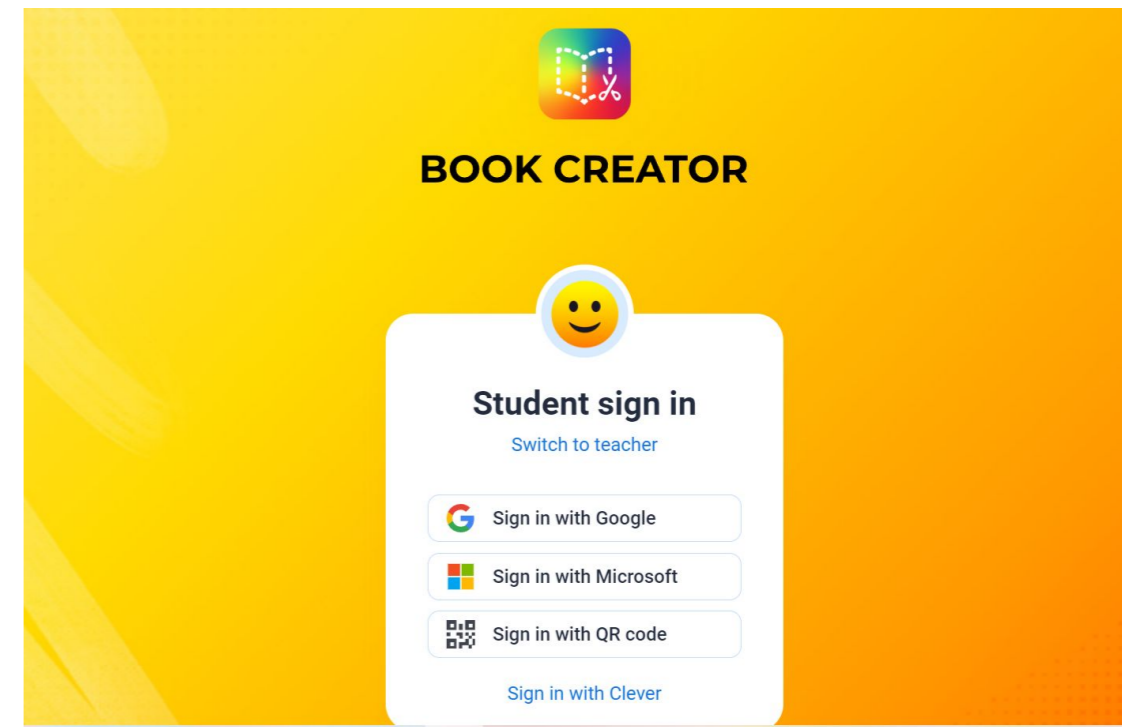 BOOK CREATOR
Student sign in
Switch to teacher
Sign in with Google
Sign in with Microsoft
Sign in with QR code
Sign in with Clever